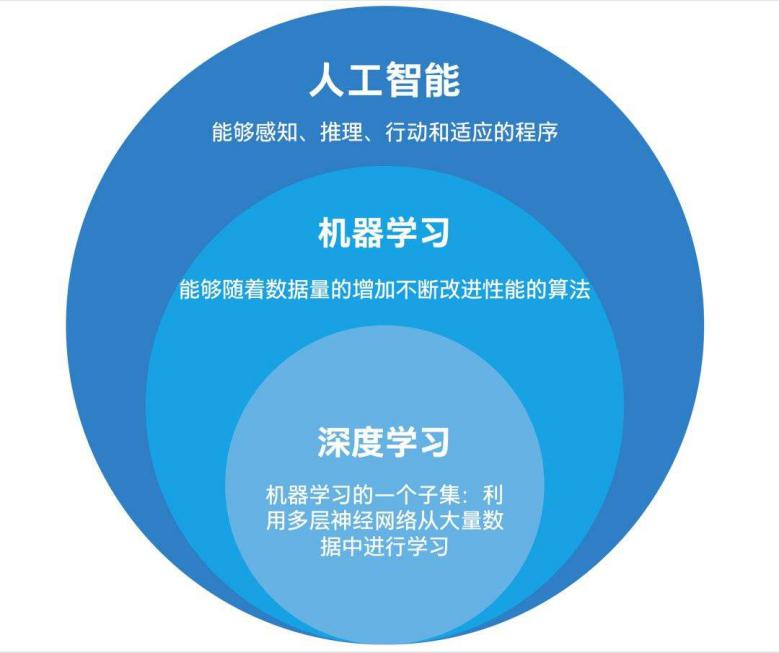 人工智能
能够感知、推理、行动和适应的程序
机器学习
能够随着数据量的增加不断改进性能的算法
深度学习
机器学习的一个子集：利
用多层神经网络从大量数
据中进行学习